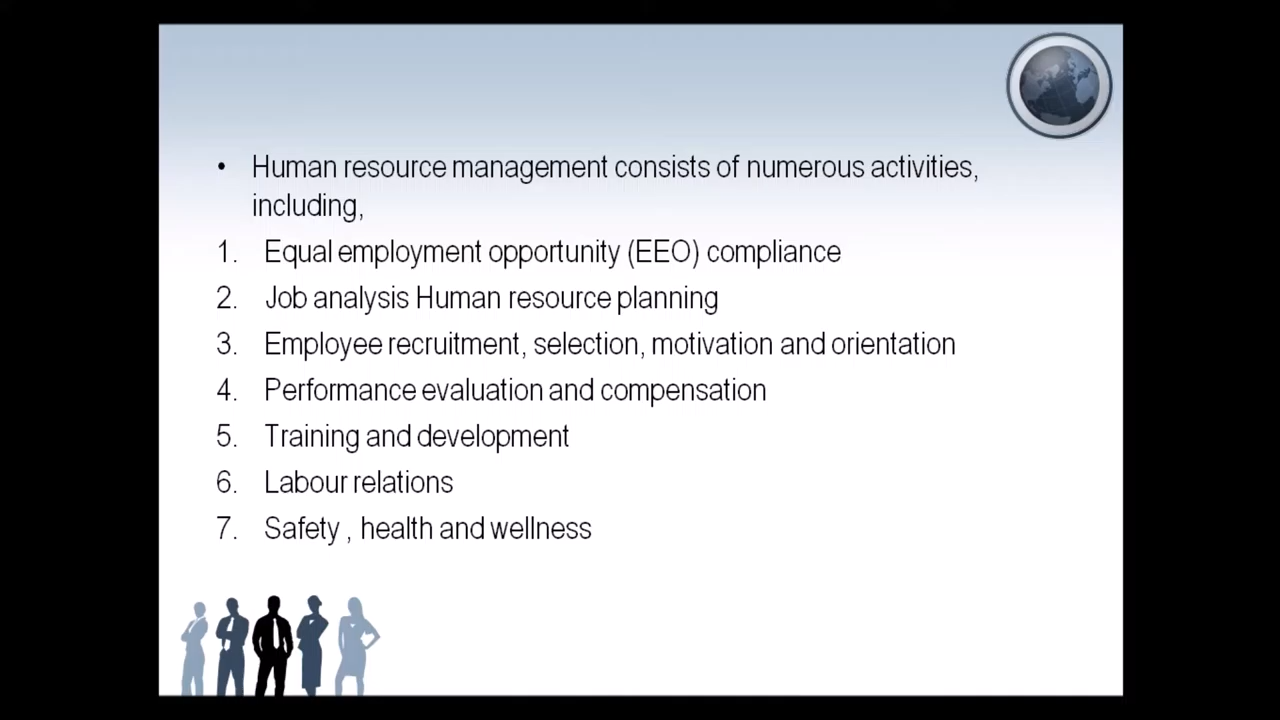 • Human resource management consists of numerous activities,
including,
1. Equal employment opportunity (EEO) compliance
2. Job analysis Human resource planning
3. Employee recruitment, selection, motivation and orientation
4. Performance evaluation and compensation
5. Training and development
6. Labour relations
7. Safety , health and wellness